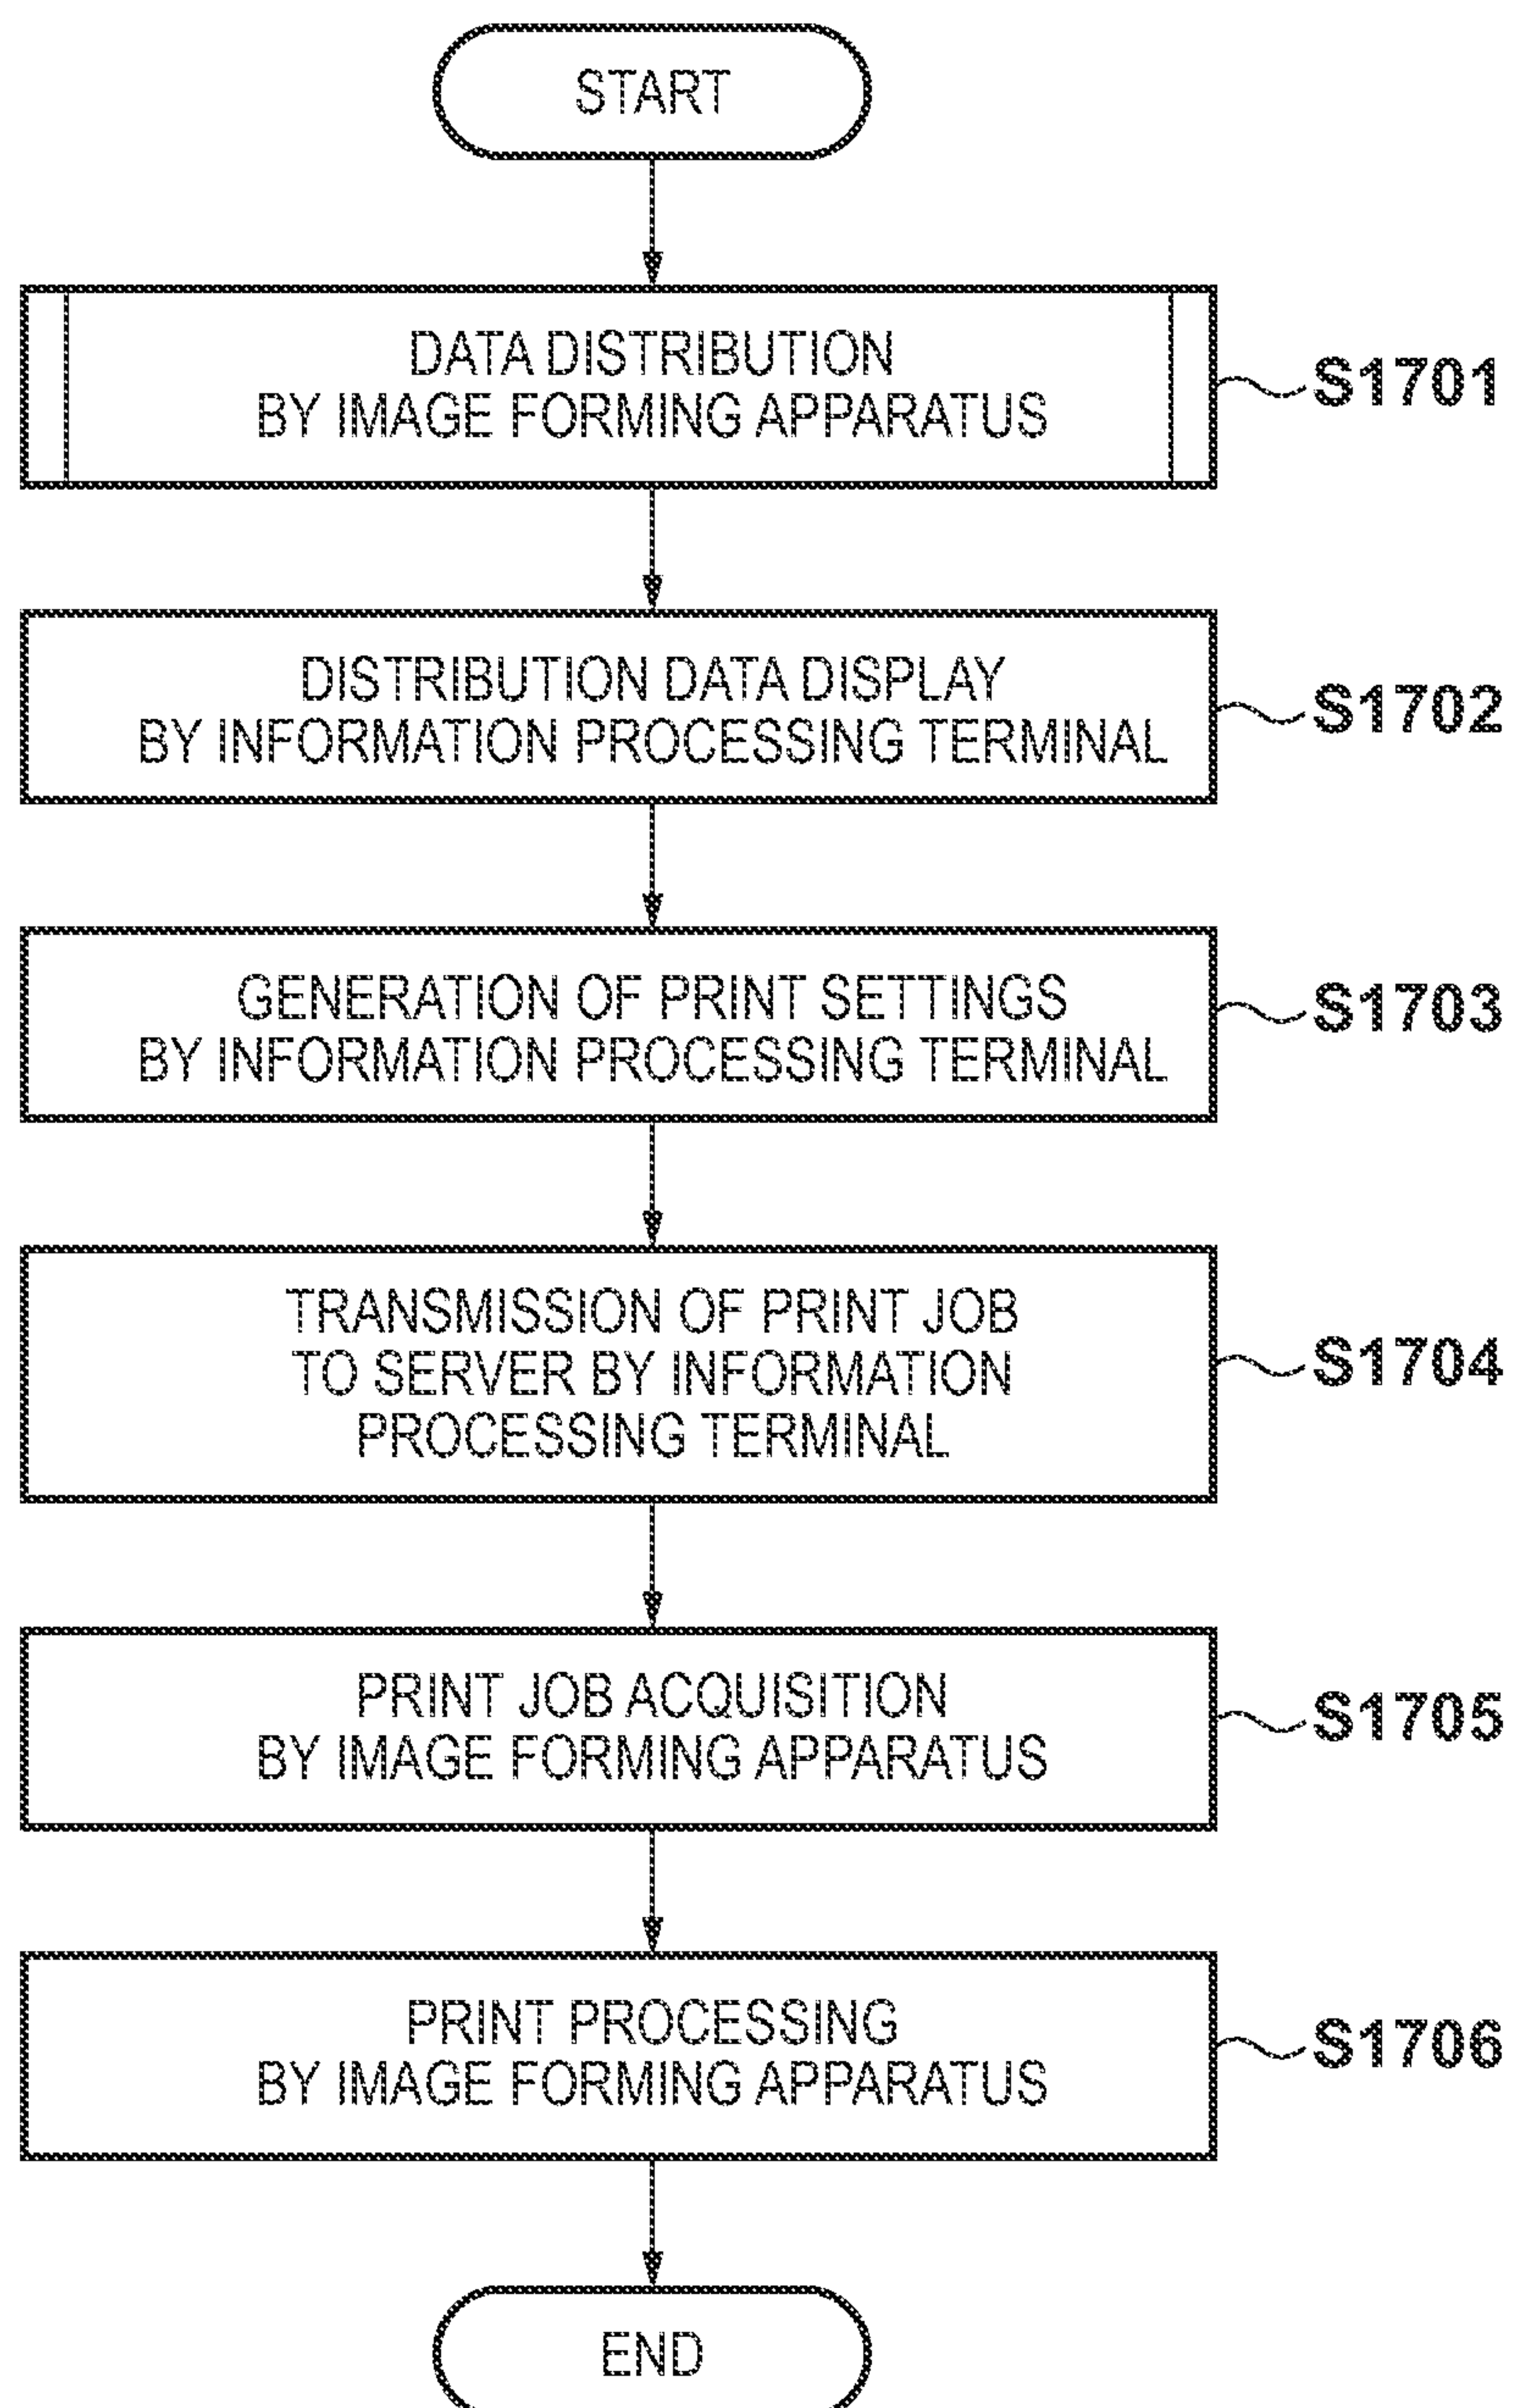 START
DATA DISTRIBUTION
BY IMAGE FORMING APPARATUS
S1701
DISTRIBUTION DATA DISPLAY
BY INFORMATION PROCESSING TERMINAL
S1702
GENERATION OF PRINT SETTINGS
BY INFORMATION PROCESSING TERMINAL
S1703
TRANSMISSION OF PRINT JOB
TO SERVER BY INFORMATION
PROCESSING TERMINAL
S1704
PRINT JOB ACQUISITION
BY IMAGE FORMING APPARATUS
S1705
PRINT PROCESSING
BY IMAGE FORMING APPARATUS
S1706
END